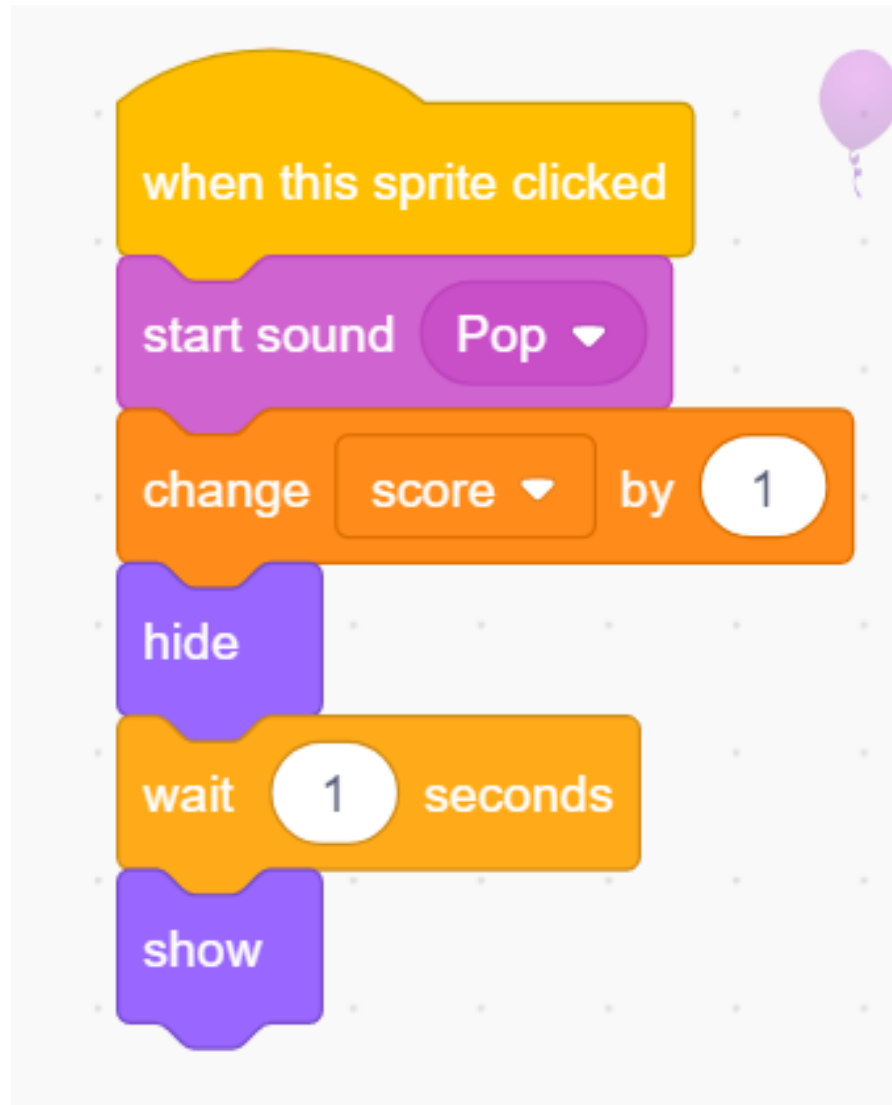 when this sprite clicked
start sound Pop
change score by 1
hide
wait 1 seconds
show